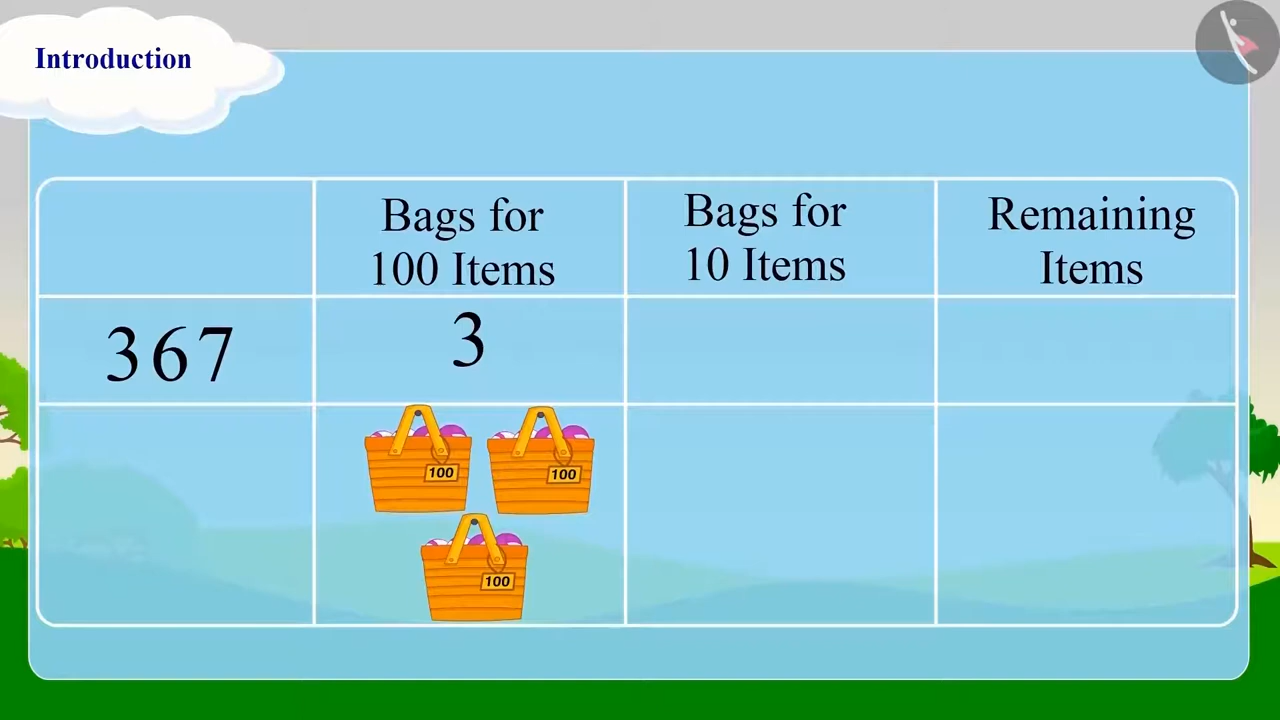 Introduction
Bags for
100 Items
Bags for
10 Items
Remaining
Items
367
3
100
100
100